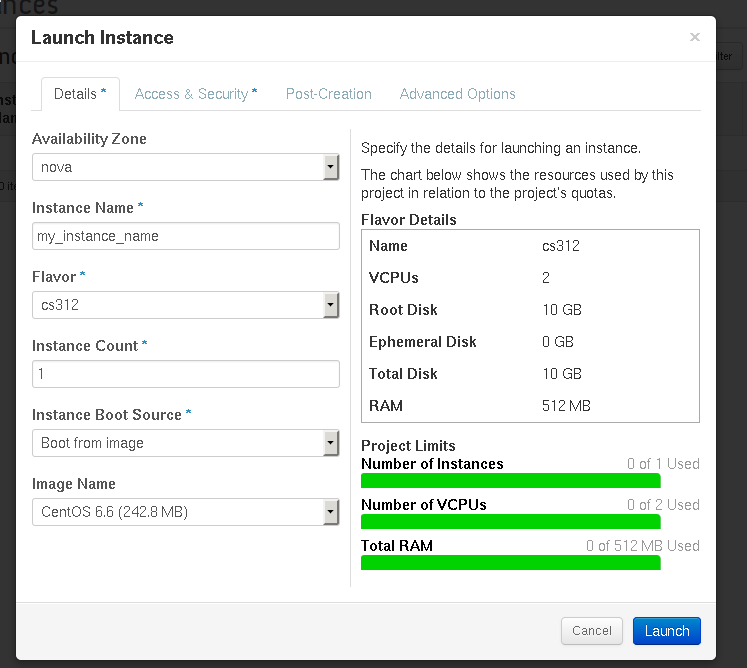 Launch Instance ×
Details * Access & Security * Post-Creation Advanced Options
Availability Zone
nova
Instance Name *
my_instance_name
Flavor *
cs312
Instance Count *
1
Instance Boot Source *
Boot from image
Image Name
CentOS 6.6 (242.8 MB)
Specify the details for launching an instance.
The chart below shows the resources used by this
project in relation to the project's quotas.
Flavor Details
Name cs312
VCPUs 2
Root Disk 10 GB
Ephemeral Disk 0 GB
Total Disk 10 GB
RAM 512 MB
Project Limits
Number of Instances 0 of 1 Used
Number of VCPUs 0 of 2 Used
Total RAM 0 of 512 MB Used
Cancel Launch